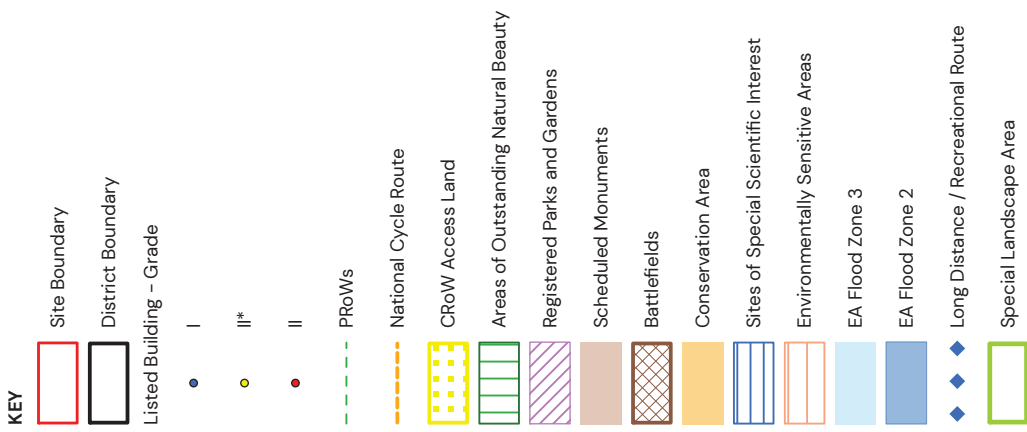 KEY
Site Boundary
District Boundary
Listed Building – Grade
I
II*
II
PRoWs
National Cycle Route
CRoW Access Land
Areas of Outstanding Natural Beauty
Registered Parks and Gardens
Scheduled Monuments
Battlefields
Conservation Area
Sites of Special Scientific Interest
Environmentally Sensitive Areas
EA Flood Zone 3
EA Flood Zone 2
Long Distance / Recreational Route
Special Landscape Area